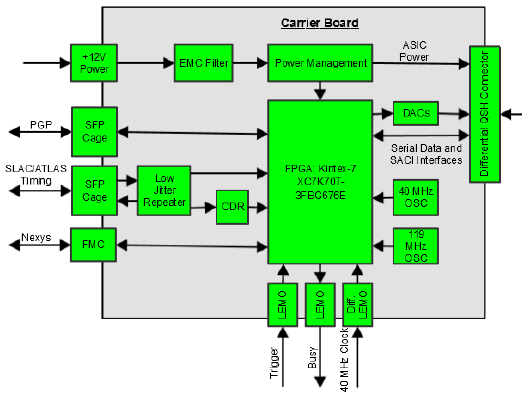 Carrier Board
+12V
Power
EMC Filter
Power Management
ASIC
Power
Differential QSH Connector
PGP
SFP
Cage
DACs
Serial Data and
SACI Interfaces
FPGA: Kintex-7
XC7K70T-
3FBG676E
SLAC/ATLAS
Timing
SFP
Cage
Low
Jitter
Repeater
CDR
40 MHz
OSC
Nexys
FMC
119
MHz
OSC
LEMO
LEMO
Diff.
LEMO
Trigger
Busy
40 MHz Clock